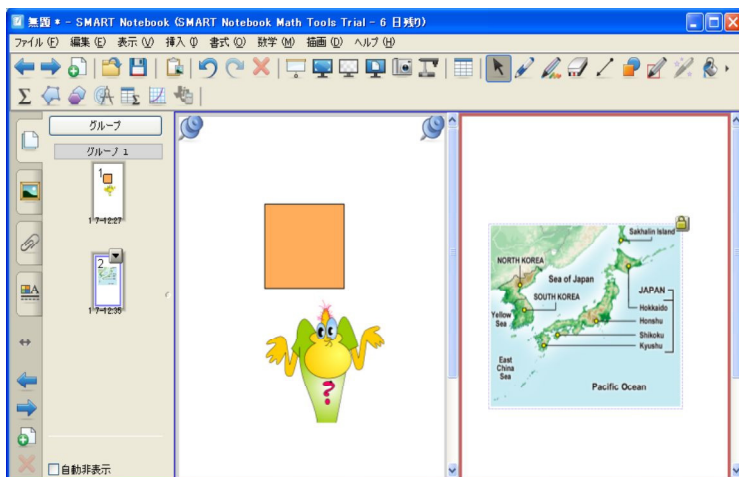 無題 * - SMART Notebook (SMART Notebook Math Tools Trial - 6 日残り)
ファイル (F) 編集 (E) 表示 (V) 挿入 (I) 書式 (O) 数学 (M) 描画 (D) ヘルプ (H)
グループ
グループ 1
1
1 7-12:27
2
1 7-12:35
自動非表示
?
Sakhalin Island
NORTH KOREA
Sea of Japan
JAPAN
SOUTH KOREA
Hokkaido
Yellow Sea
Honshu
Shikoku
Kyushu
East China Sea
Pacific Ocean